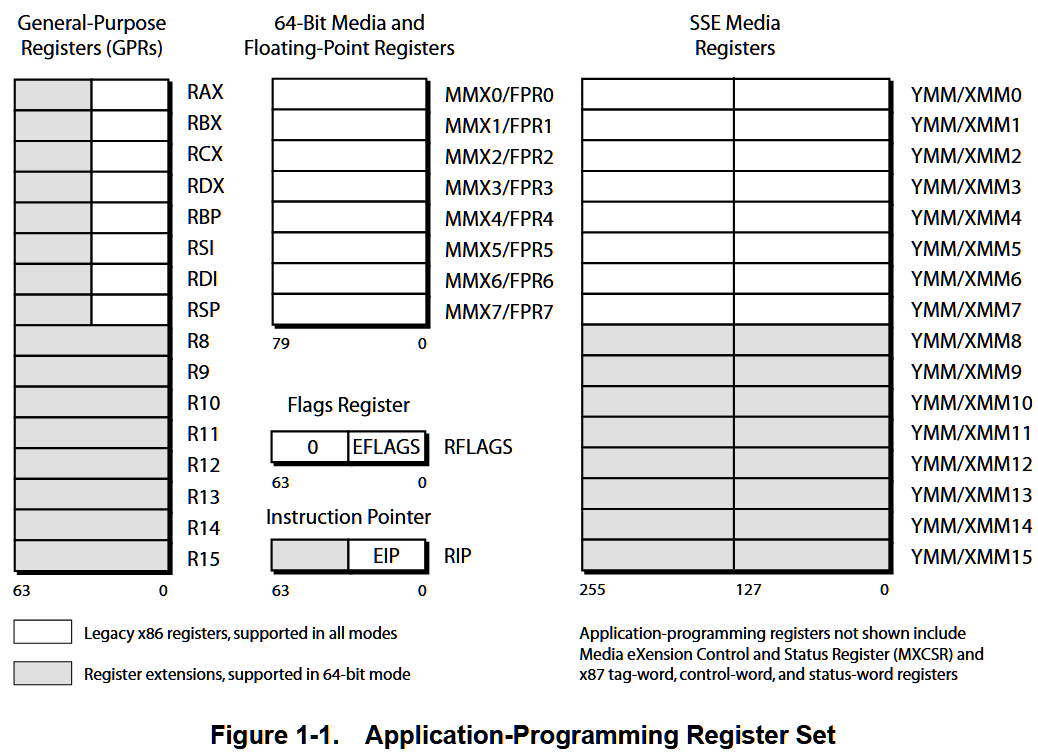 General-Purpose
Registers (GPRs)
RAX
RBX
RCX
RDX
RBP
RSI
RDI
RSP
R8
R9
R10
R11
R12
R13
R14
R15
63 0
64-Bit Media and
Floating-Point Registers
MMX0/FPR0
MMX1/FPR1
MMX2/FPR2
MMX3/FPR3
MMX4/FPR4
MMX5/FPR5
MMX6/FPR6
MMX7/FPR7
79 0
Flags Register
0 EFLAGS RFLAGS
63 0
Instruction Pointer
EIP RIP
63 0
SSE Media
Registers
YMM/XMM0
YMM/XMM1
YMM/XMM2
YMM/XMM3
YMM/XMM4
YMM/XMM5
YMM/XMM6
YMM/XMM7
YMM/XMM8
YMM/XMM9
YMM/XMM10
YMM/XMM11
YMM/XMM12
YMM/XMM13
YMM/XMM14
YMM/XMM15
255 127 0
Legacy x86 registers, supported in all modes
Register extensions, supported in 64-bit mode
Application-programming registers not shown include
Media eXension Control and Status Register (MXCSR) and
x87 tag-word, control-word, and status-word registers
Figure 1-1. Application-Programming Register Set